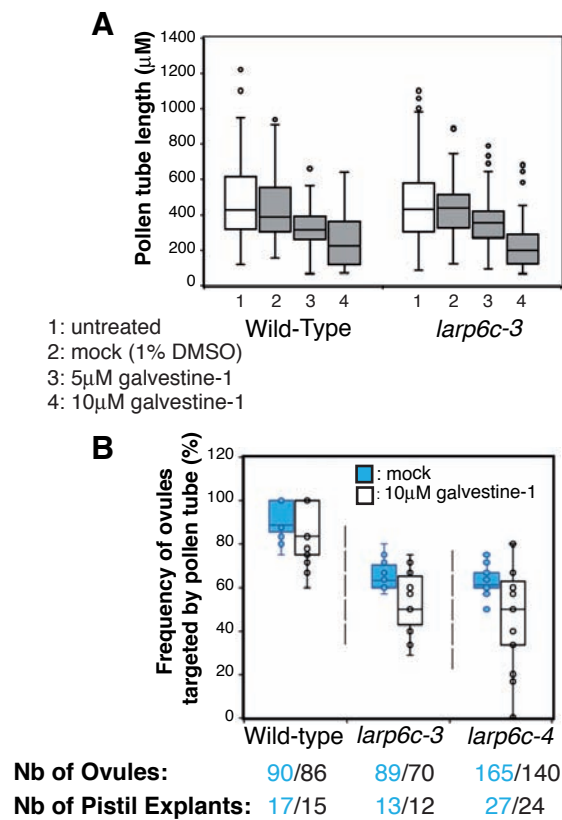 A
Pollen tube length (μM)
1400
1200
1000
800
600
400
200
0
1 2 3 4 1 2 3 4
Wild-Type larp6c-3
1: untreated
2: mock (1% DMSO)
3: 5μM galvestine-1
4: 10μM galvestine-1
B
Frequency of ovules
targeted by pollen tube (%)
120
100
80
60
40
20
0
: mock
: 10μM galvestine-1
Wild-type larp6c-3 larp6c-4
Nb of Ovules: 90/86 89/70 165/140
Nb of Pistil Explants: 17/15 13/12 27/24